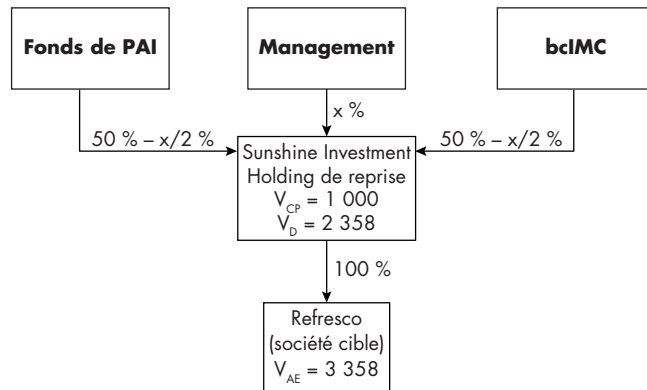 Fonds de PAI
Management
bcIMC
x %
50 % – x/2 %
50 % – x/2 %
Sunshine Investment
Holding de reprise
V_CP = 1 000
V_D = 2 358
100 %
Refresco
(société cible)
V_AE = 3 358